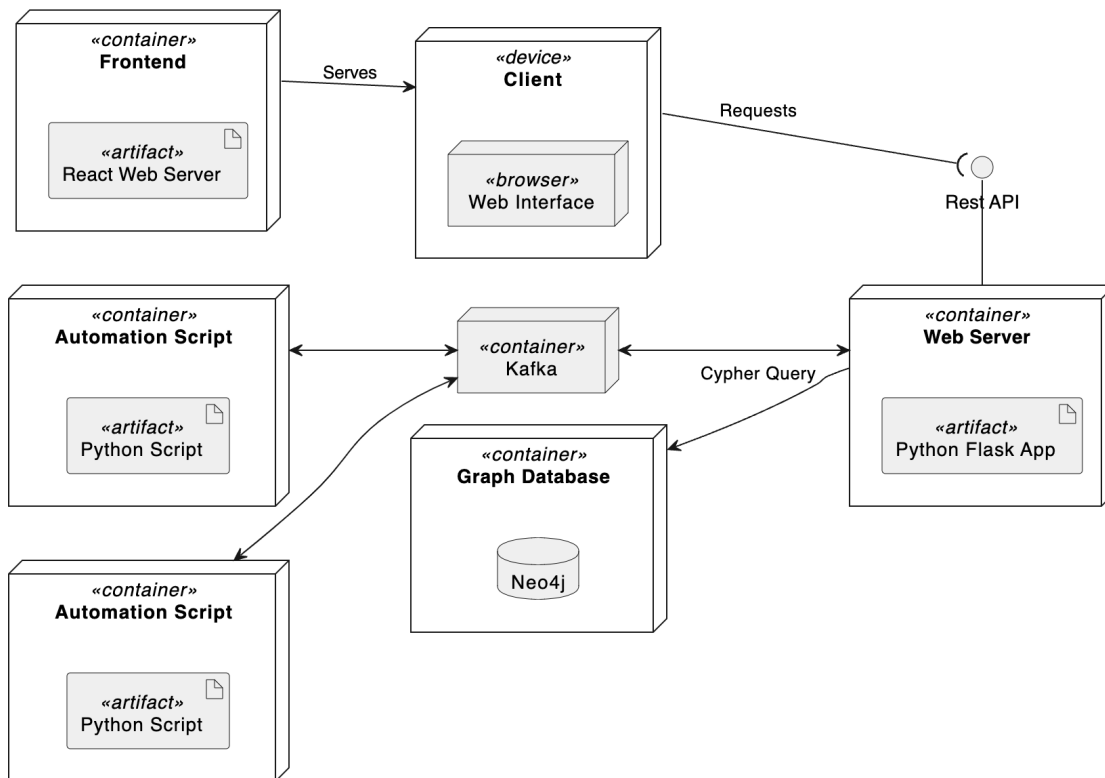 «container»
Frontend
«artifact»
React Web Server
Serves
«device»
Client
«browser»
Web Interface
Requests
Rest API
«container»
Automation Script
«artifact»
Python Script
«container»
Kafka
«container»
Web Server
«artifact»
Python Flask App
Cypher Query
«container»
Graph Database
Neo4j
«container»
Automation Script
«artifact»
Python Script